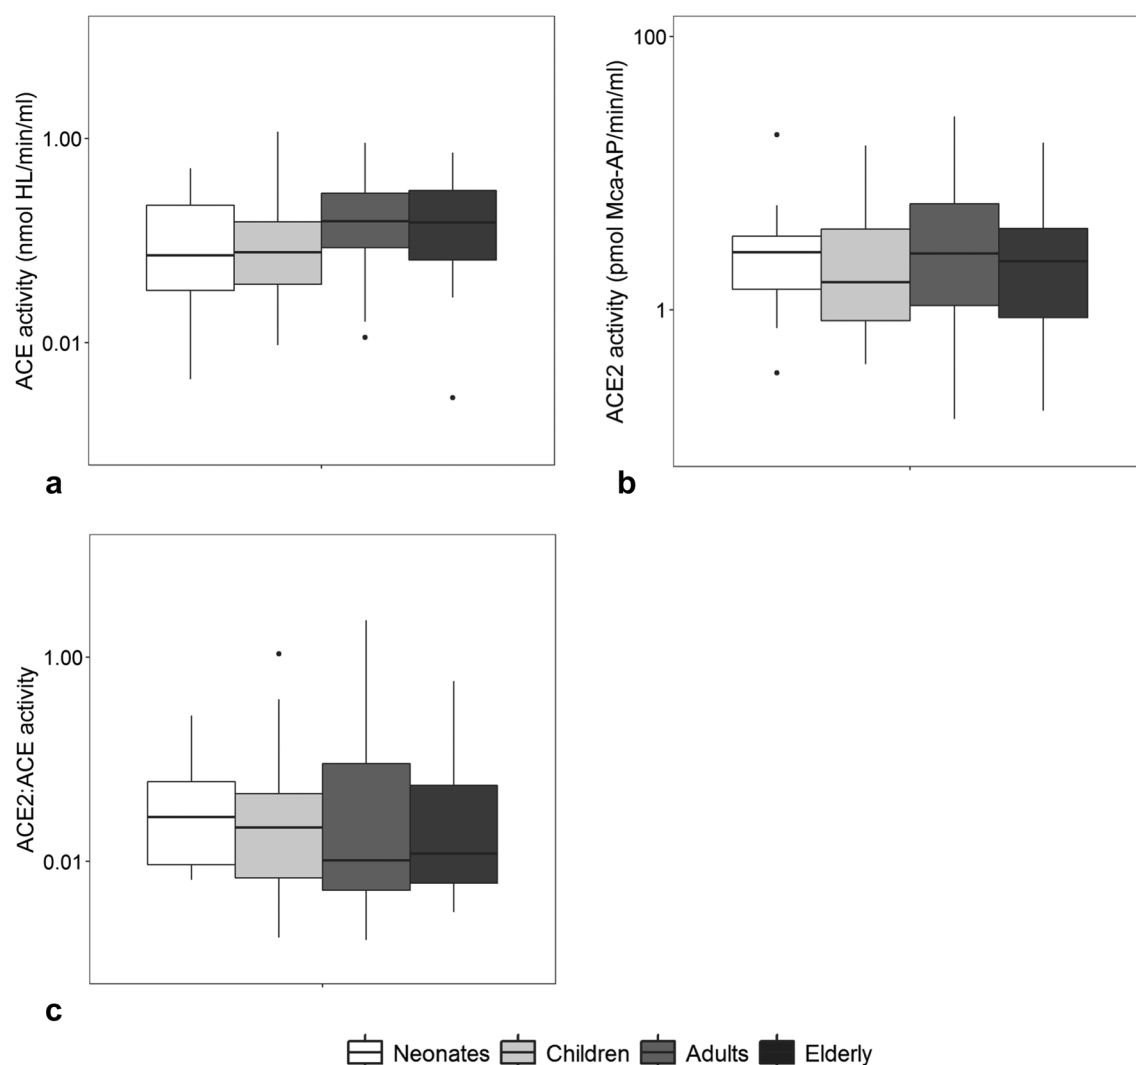 ACE activity (nmol HL/min/ml)
1.00
0.01
a
ACE2 activity (pmol Mca-AP/min/ml)
100
1
b
ACE2:ACE activity
1.00
0.01
c
Neonates Children Adults Elderly